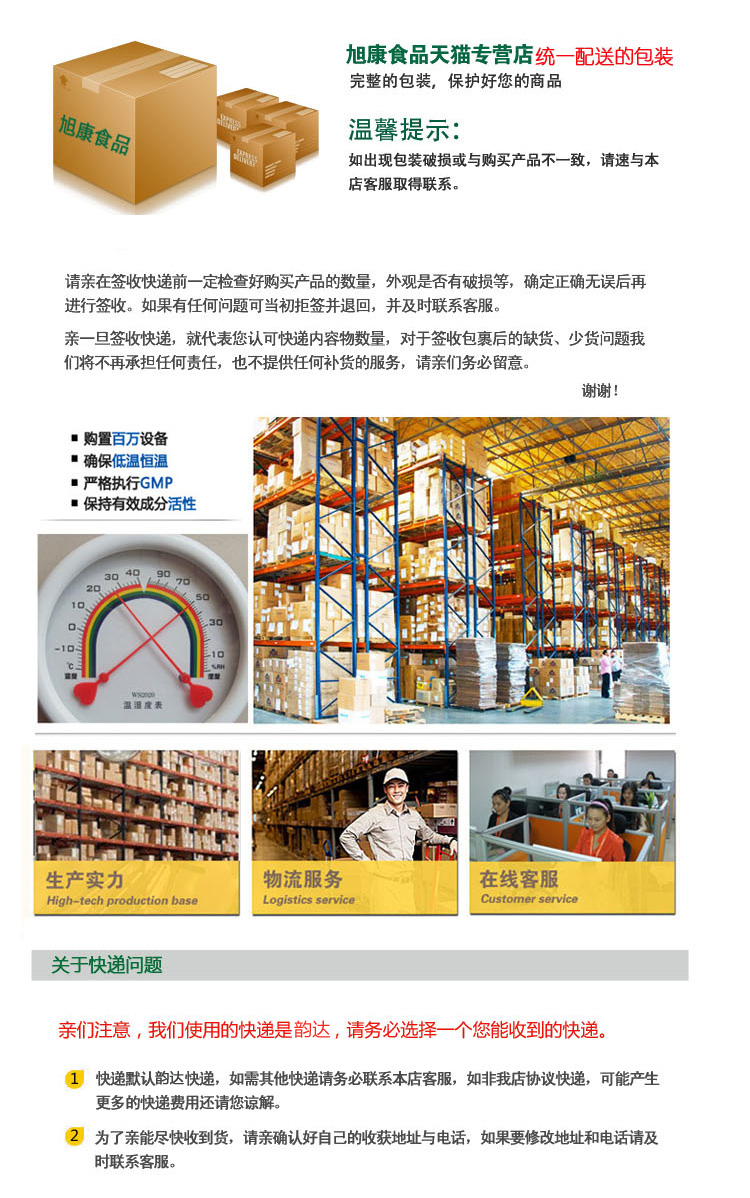 旭康食品天猫专营店统一配送的包装
完整的包装，保护好您的商品
旭康食品
EXPRESS
DELIVERY
EXPRESS
DELIVERY
温馨提示：
如出现包装破损或与购买产品不一致，请速与本
店客服取得联系。
请亲在签收快递前一定检查好购买产品的数量，外观是否有破损等，确定正确无误后再
进行签收。如果有任何问题可当初拒签并退回，并及时联系客服。
亲一旦签收快递，就代表您认可快递内容物数量，对于签收包裹后的缺货、少货问题我
们将不再承担任何责任，也不提供任何补货的服务，请亲们务必留意。
谢谢！
购置百万设备
确保低温恒温
严格执行GMP
保持有效成分活性
30 40 90 70
20 50
10 30
-10 10
℃ %RH
温度 湿度
WS2020
温湿度表
生产实力
High-tech production base
物流服务
Logistics service
在线客服
Customer service
关于快递问题
亲们注意，我们使用的快递是韵达，请务必选择一个您能收到的快递。
1 快递默认韵达快递，如需其他快递请务必联系本店客服，如非我店协议快递，可能产生
更多的快递费用还请您谅解。
2 为了亲能尽快收到货，请亲确认好自己的收获地址与电话，如果要修改地址和电话请及
时联系客服。